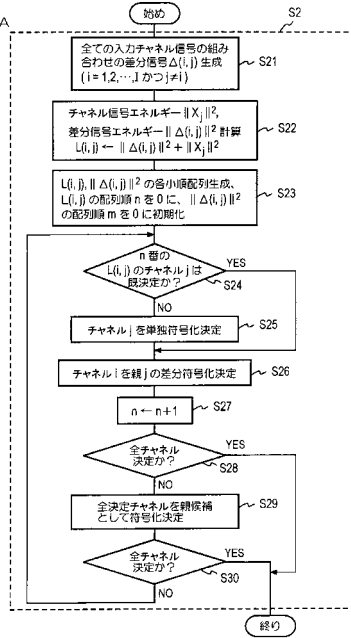 A
始め
S2
全ての入力チャネル信号の組み
合わせの差分信号Δ(i,j) 生成
( i=1,2,…,I かつ j≠i )
S21
チャネル信号エネルギー‖Xj‖²,
差分信号エネルギー‖Δ(i,j)‖² 計算
L(i,j) ← ‖Δ(i,j)‖²+‖Xj‖²
S22
L(i,j),‖Δ(i,j)‖² の各小順配列生成、
L(i,j) の配列順 n を0に、‖Δ(i,j)‖²
の配列順 m を0に初期化
S23
n 番の
L(i,j) のチャネル j は
既決定か?
YES
S24
NO
チャネル j を単独符号化決定
S25
チャネル i を親 j の差分符号化決定
S26
n ← n+1
S27
全チャネル
決定か?
YES
S28
NO
全決定チャネルを親候補
として符号化決定
S29
全チャネル
決定か?
YES
S30
NO
終り